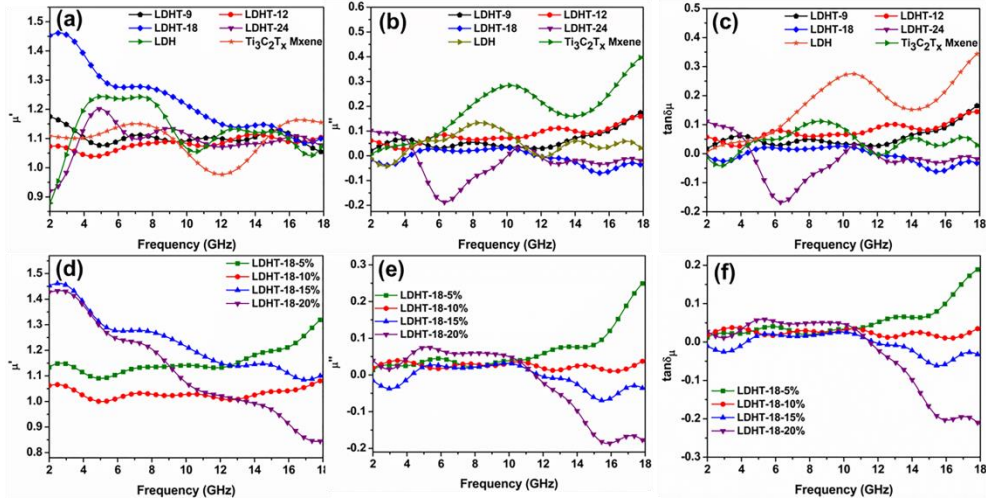 (a)
LDHT-9 LDHT-12
LDHT-18 LDHT-24
LDH Ti3C2Tx Mxene
1.5
1.4
1.3
1.2
1.1
1.0
0.9
μ'
2 4 6 8 10 12 14 16 18
Frequency (GHz)
(b)
LDHT-9 LDHT-12
LDHT-18 LDHT-24
LDH Ti3C2Tx Mxene
0.6
0.5
0.4
0.3
0.2
0.1
0.0
-0.1
-0.2
μ"
2 4 6 8 10 12 14 16 18
Frequency (GHz)
(c)
LDHT-9 LDHT-12
LDHT-18 LDHT-24
LDH Ti3C2Tx Mxene
0.5
0.4
0.3
0.2
0.1
0.0
-0.1
-0.2
tanδμ
2 4 6 8 10 12 14 16 18
Frequency (GHz)
(d)
LDHT-18-5%
LDHT-18-10%
LDHT-18-15%
LDHT-18-20%
1.5
1.4
1.3
1.2
1.1
1.0
0.9
0.8
μ'
2 4 6 8 10 12 14 16 18
Frequency (GHz)
(e)
LDHT-18-5%
LDHT-18-10%
LDHT-18-15%
LDHT-18-20%
0.3
0.2
0.1
0.0
-0.1
-0.2
μ"
2 4 6 8 10 12 14 16 18
Frequency (GHz)
(f)
LDHT-18-5%
LDHT-18-10%
LDHT-18-15%
LDHT-18-20%
0.2
0.1
0.0
-0.1
-0.2
-0.3
tanδμ
2 4 6 8 10 12 14 16 18
Frequency (GHz)